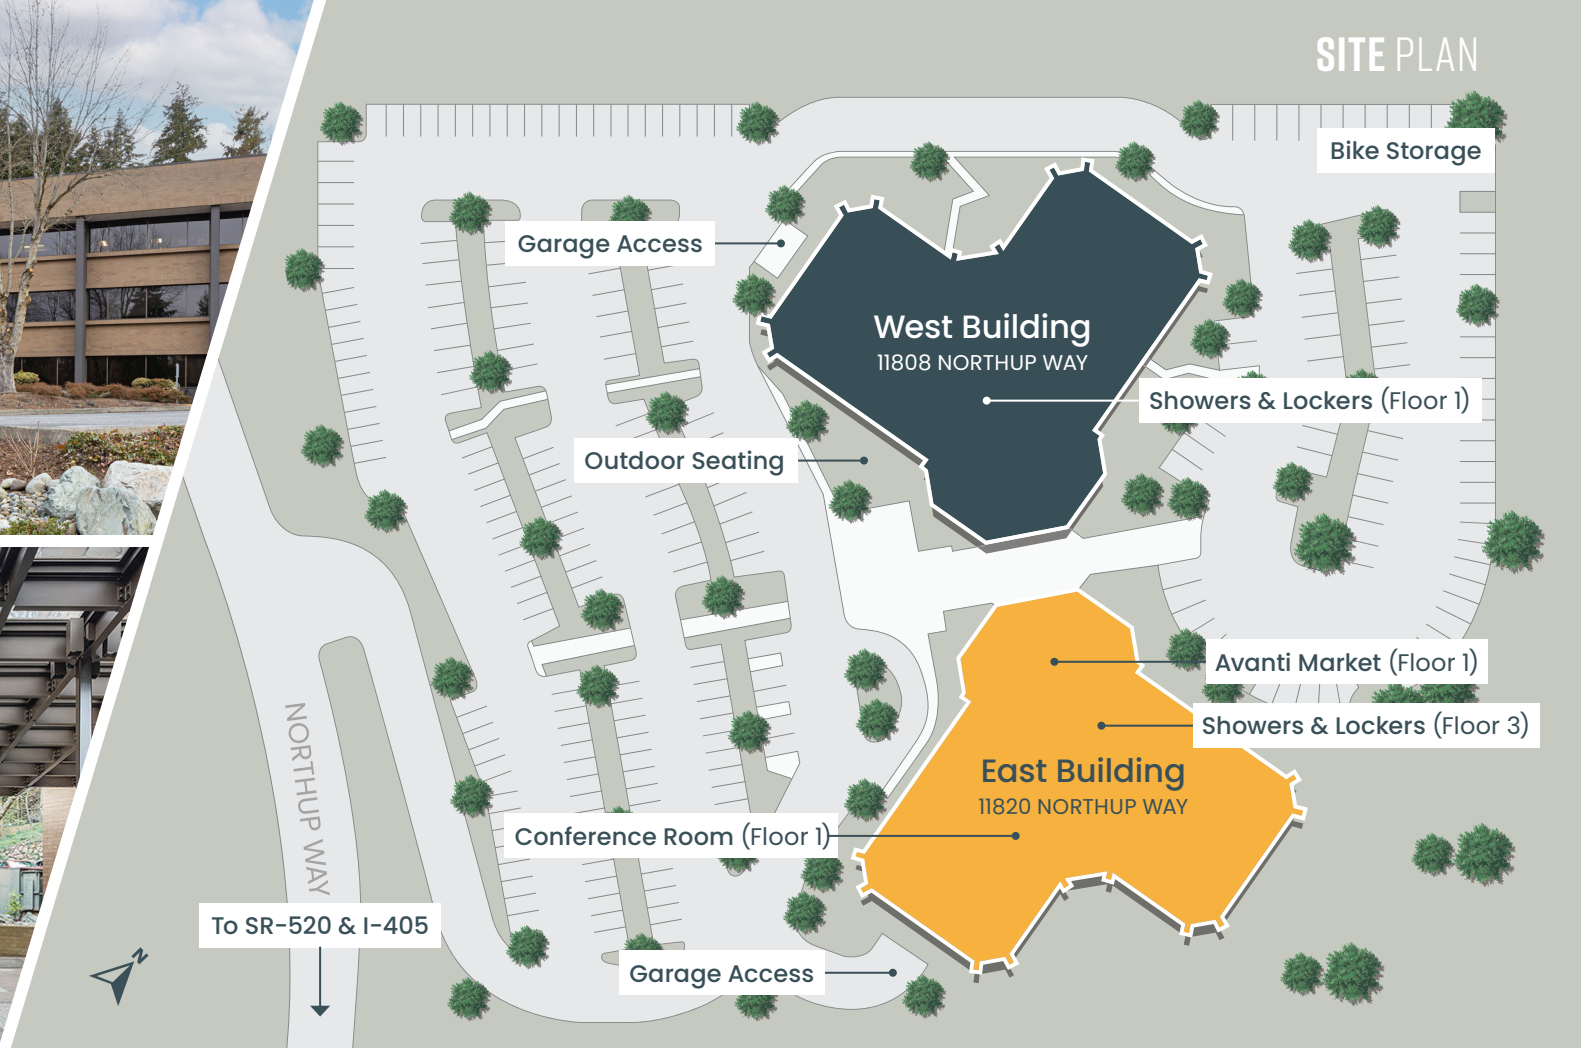 SITE PLAN
Bike Storage
Garage Access
West Building
11808 NORTHUP WAY
Showers & Lockers (Floor 1)
Outdoor Seating
Avanti Market (Floor 1)
Showers & Lockers (Floor 3)
East Building
11820 NORTHUP WAY
Conference Room (Floor 1)
NORTHUP WAY
To SR-520 & I-405
Garage Access
N